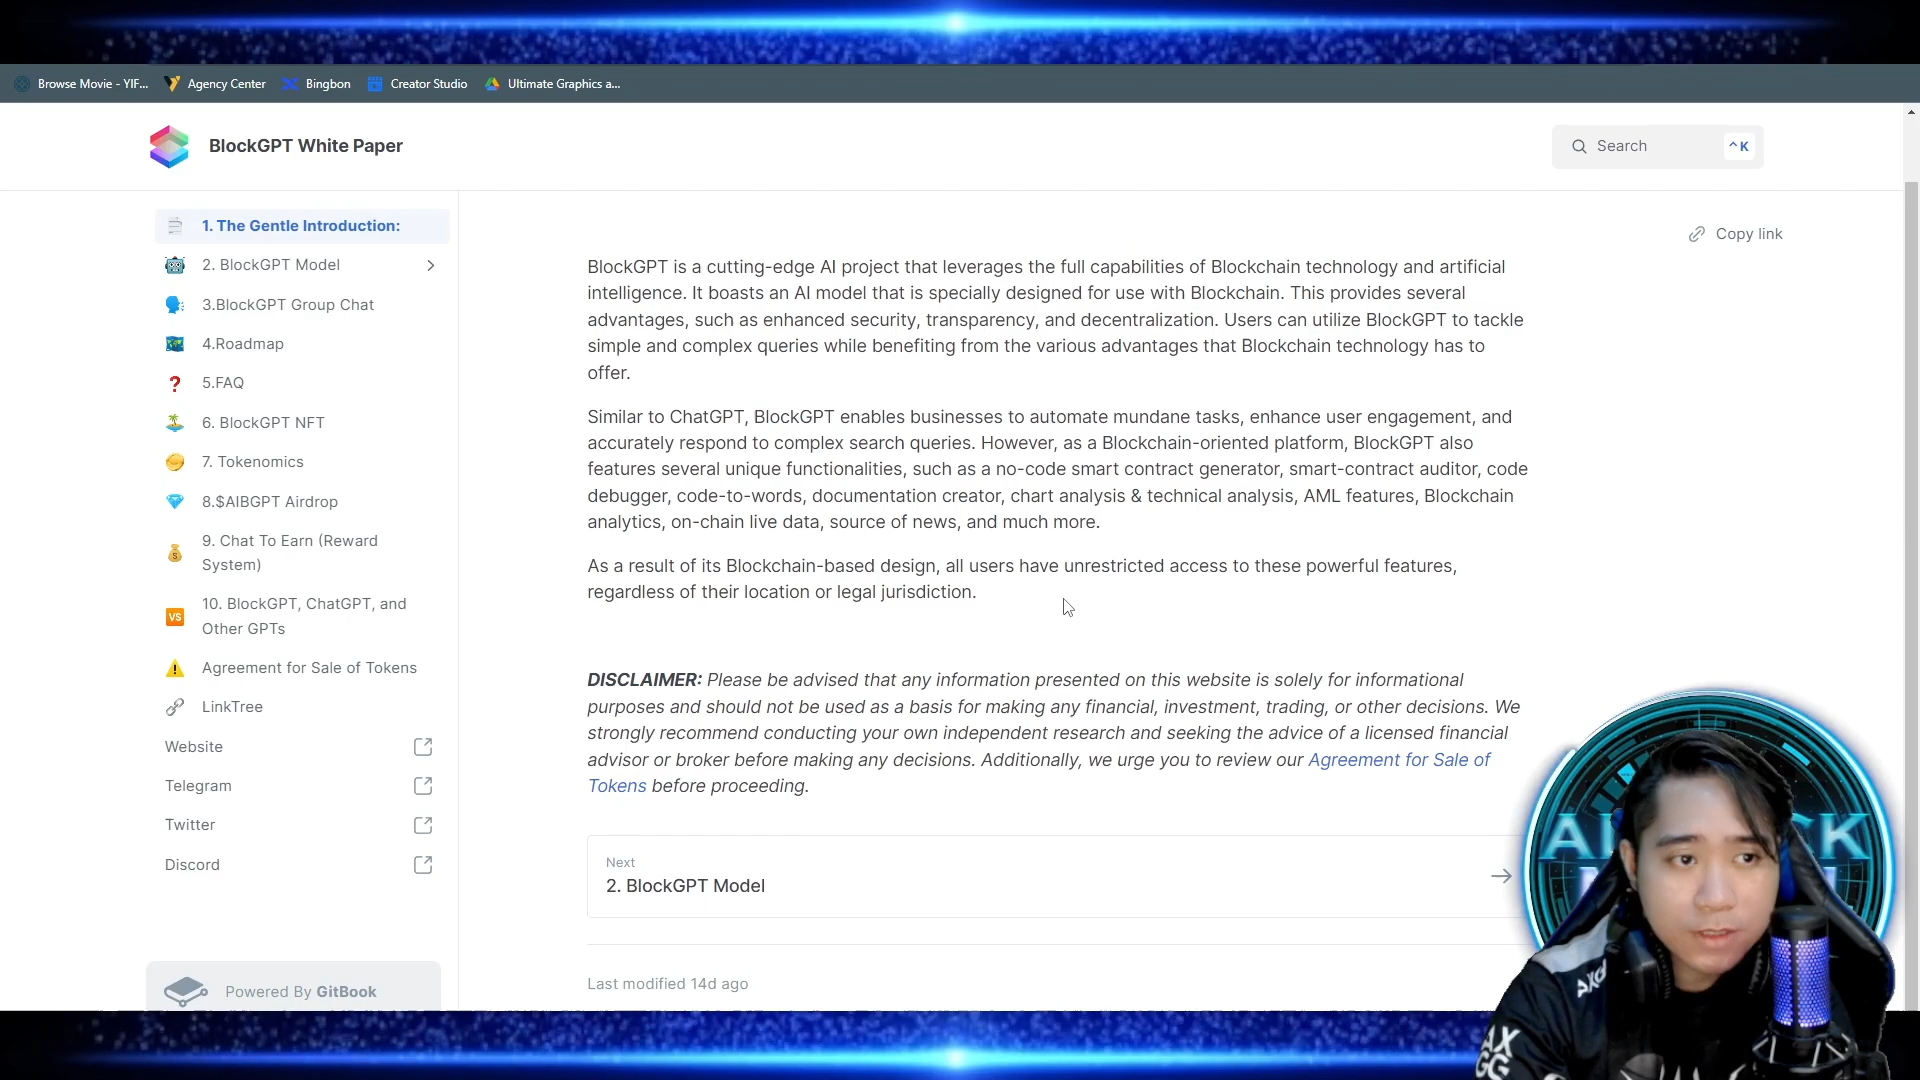 Browse Movie - YIF...
Agency Center
Bingbon
Creator Studio
Ultimate Graphics a...
BlockGPT White Paper
Search
^ K
1. The Gentle Introduction:
2. BlockGPT Model
3.BlockGPT Group Chat
4.Roadmap
5.FAQ
6. BlockGPT NFT
7. Tokenomics
8.$AIBGPT Airdrop
9. Chat To Earn (Reward
System)
10. BlockGPT, ChatGPT, and
Other GPTs
VS
Agreement for Sale of Tokens
LinkTree
Website
Telegram
Twitter
Discord
Powered By GitBook
Copy link
BlockGPT is a cutting-edge AI project that leverages the full capabilities of Blockchain technology and artificial
intelligence. It boasts an AI model that is specially designed for use with Blockchain. This provides several
advantages, such as enhanced security, transparency, and decentralization. Users can utilize BlockGPT to tackle
simple and complex queries while benefiting from the various advantages that Blockchain technology has to
offer.
Similar to ChatGPT, BlockGPT enables businesses to automate mundane tasks, enhance user engagement, and
accurately respond to complex search queries. However, as a Blockchain-oriented platform, BlockGPT also
features several unique functionalities, such as a no-code smart contract generator, smart-contract auditor, code
debugger, code-to-words, documentation creator, chart analysis & technical analysis, AML features, Blockchain
analytics, on-chain live data, source of news, and much more.
As a result of its Blockchain-based design, all users have unrestricted access to these powerful features,
regardless of their location or legal jurisdiction.
DISCLAIMER: Please be advised that any information presented on this website is solely for informational
purposes and should not be used as a basis for making any financial, investment, trading, or other decisions. We
strongly recommend conducting your own independent research and seeking the advice of a licensed financial
advisor or broker before making any decisions. Additionally, we urge you to review our Agreement for Sale of
Tokens before proceeding.
Next
2. BlockGPT Model
Last modified 14d ago